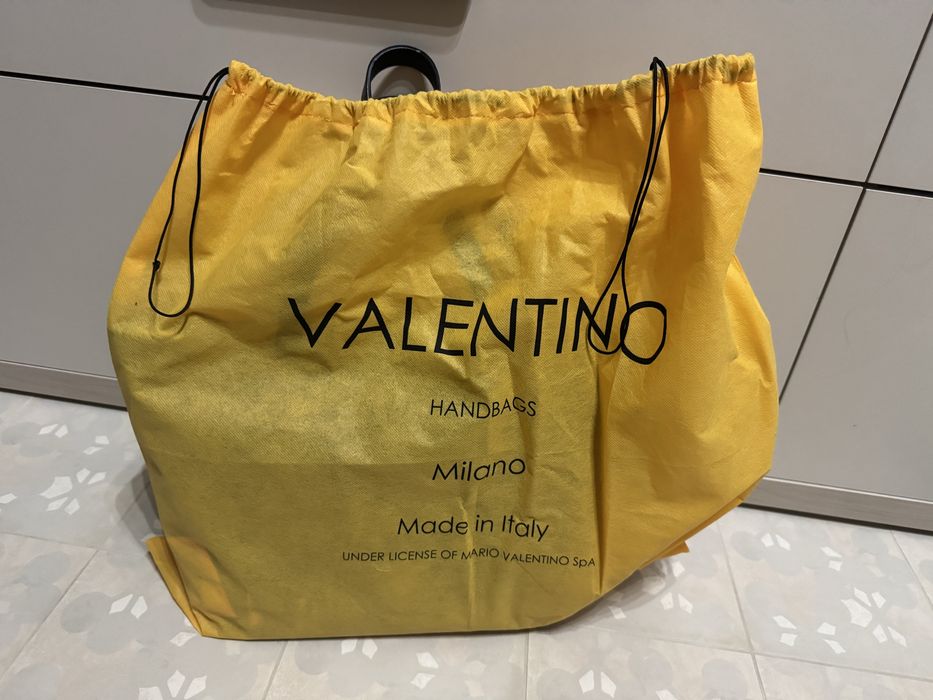 VALENTINO
HANDBAGS
Milano
Made in Italy
UNDER LICENSE OF MARIO VALENTINO SpA